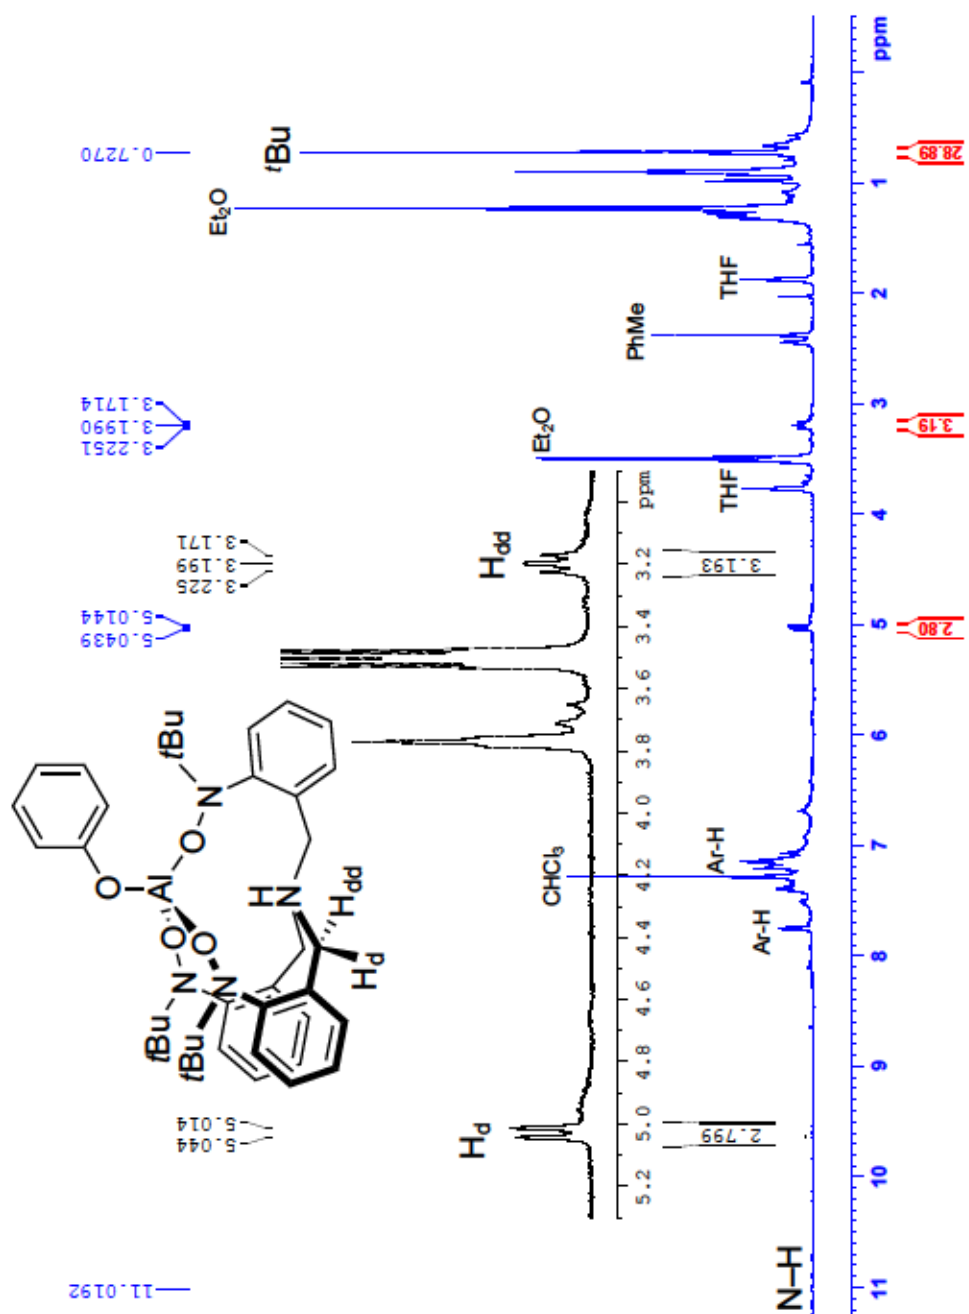 11.0192
5.0439
5.0144
3.2251
3.1990
3.1714
0.7270
5.044
5.014
3.225
3.199
3.171
O
Al
O
O
O
N
N
N
tBu
tBu
tBu
H
N
Hd
Hdd
Hd
Hdd
5.2
5.0
4.8
4.6
4.4
4.2
4.0
3.8
3.6
3.4
3.2
ppm
2.799
3.193
N–H
Ar-H
CHCl3
Ar-H
THF
Et2O
PhMe
THF
Et2O
tBu
11
10
9
8
7
6
5
4
3
2
1
ppm
2.80
3.19
28.89